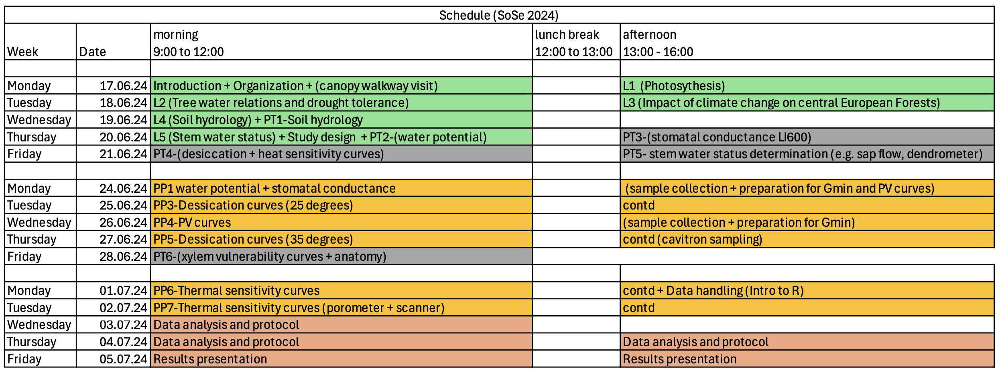 Schedule (SoSe 2024)
Week Date morning 9:00 to 12:00 lunch break 12:00 to 13:00 afternoon 13:00 - 16:00
Monday 17.06.24 Introduction + Organization + (canopy walkway visit) L1 (Photosythesis)
Tuesday 18.06.24 L2 (Tree water relations and drought tolerance) L3 (Impact of climate change on central European Forests)
Wednesday 19.06.24 L4 (Soil hydrology) + PT1-Soil hydrology
Thursday 20.06.24 L5 (Stem water status) + Study design + PT2-(water potential) PT3-(stomatal conductance LI600)
Friday 21.06.24 PT4-(desiccation + heat sensitivity curves) PT5- stem water status determination (e.g. sap flow, dendrometer)
Monday 24.06.24 PP1 water potential + stomatal conductance (sample collection + preparation for Gmin and PV curves)
Tuesday 25.06.24 PP3-Dessication curves (25 degrees) contd
Wednesday 26.06.24 PP4-PV curves (sample collection + preparation for Gmin)
Thursday 27.06.24 PP5-Dessication curves (35 degrees) contd (cavitron sampling)
Friday 28.06.24 PT6-(xylem vulnerability curves + anatomy)
Monday 01.07.24 PP6-Thermal sensitivity curves contd + Data handling (Intro to R)
Tuesday 02.07.24 PP7-Thermal sensitivity curves (porometer + scanner) contd
Wednesday 03.07.24 Data analysis and protocol
Thursday 04.07.24 Data analysis and protocol Data analysis and protocol
Friday 05.07.24 Results presentation Results presentation